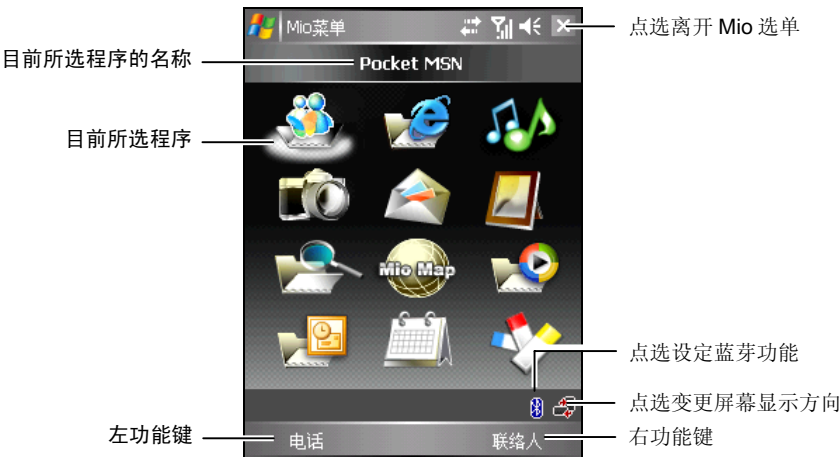 Mio菜单
点选离开 Mio 选单
目前所选程序的名称
Pocket MSN
目前所选程序
Mio Map
点选设定蓝芽功能
点选变更屏幕显示方向
左功能键
电话
联络人
右功能键